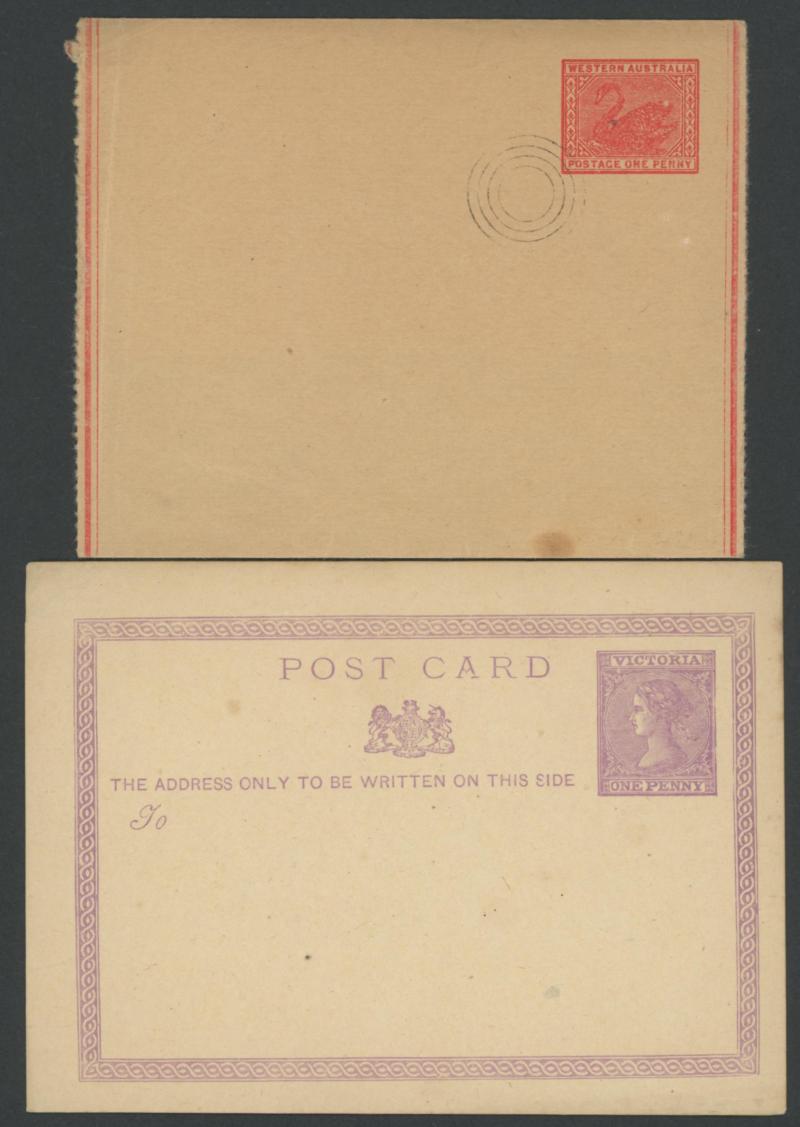 WESTERN AUSTRALIA
POSTAGE ONE PENNY
POST CARD
VICTORIA
ONE PENNY
THE ADDRESS ONLY TO BE WRITTEN ON THIS SIDE
To